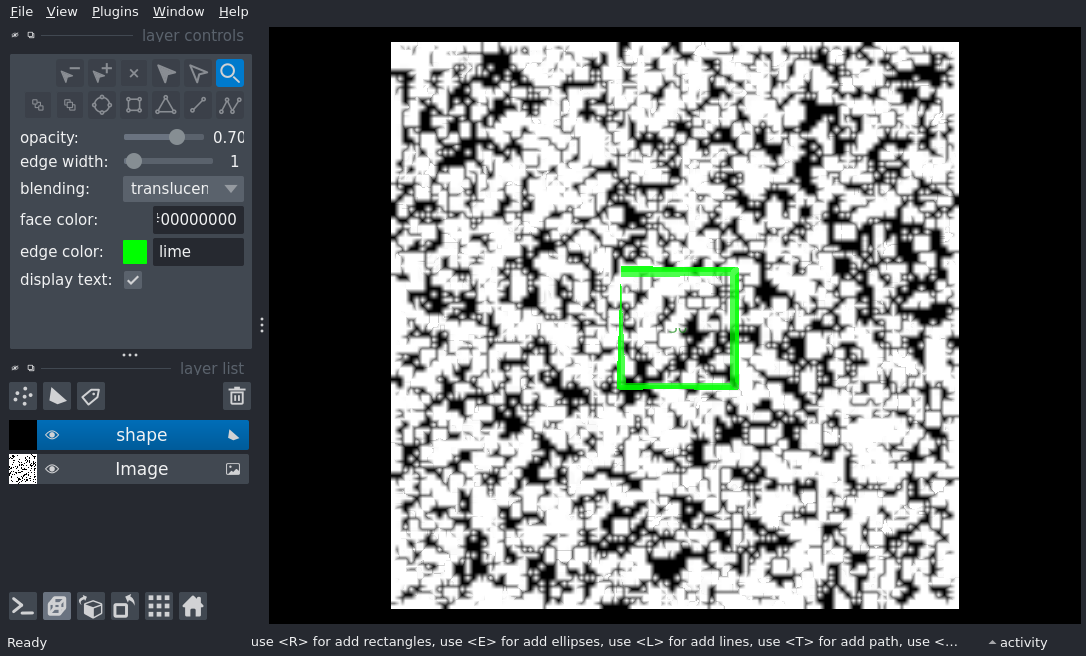 File View Plugins Window Help
layer controls
opacity: 0.70
edge width: 1
blending: translucen
face color: 00000000
edge color: lime
display text:
layer list
shape
Image
Ready
use <R> for add rectangles, use <E> for add ellipses, use <L> for add lines, use <T> for add path, use <...
activity